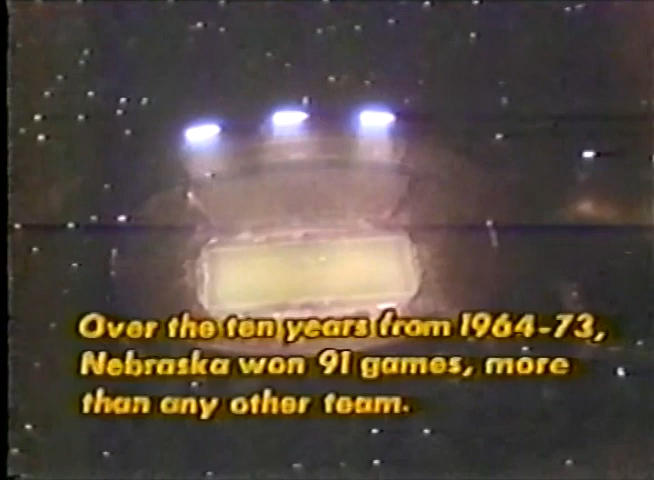 Over the ten years from 1964-73,
Nebraska won 91 games, more
than any other team.